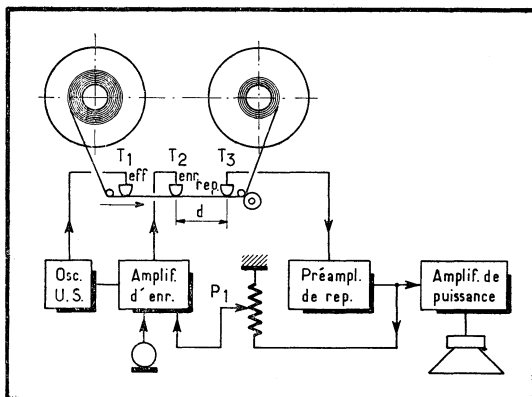 T1
eff
T2
enr
T3
rep.
d
Osc.
U.S.
Amplif.
d'enr.
P1
Préampl.
de rep.
Amplif. de
puissance